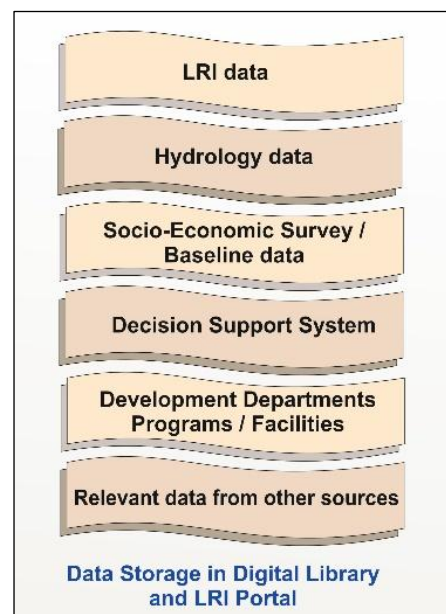 LRI data
Hydrology data
Socio-Economic Survey /
Baseline data
Decision Support System
Development Departments
Programs / Facilities
Relevant data from other sources
Data Storage in Digital Library
and LRI Portal